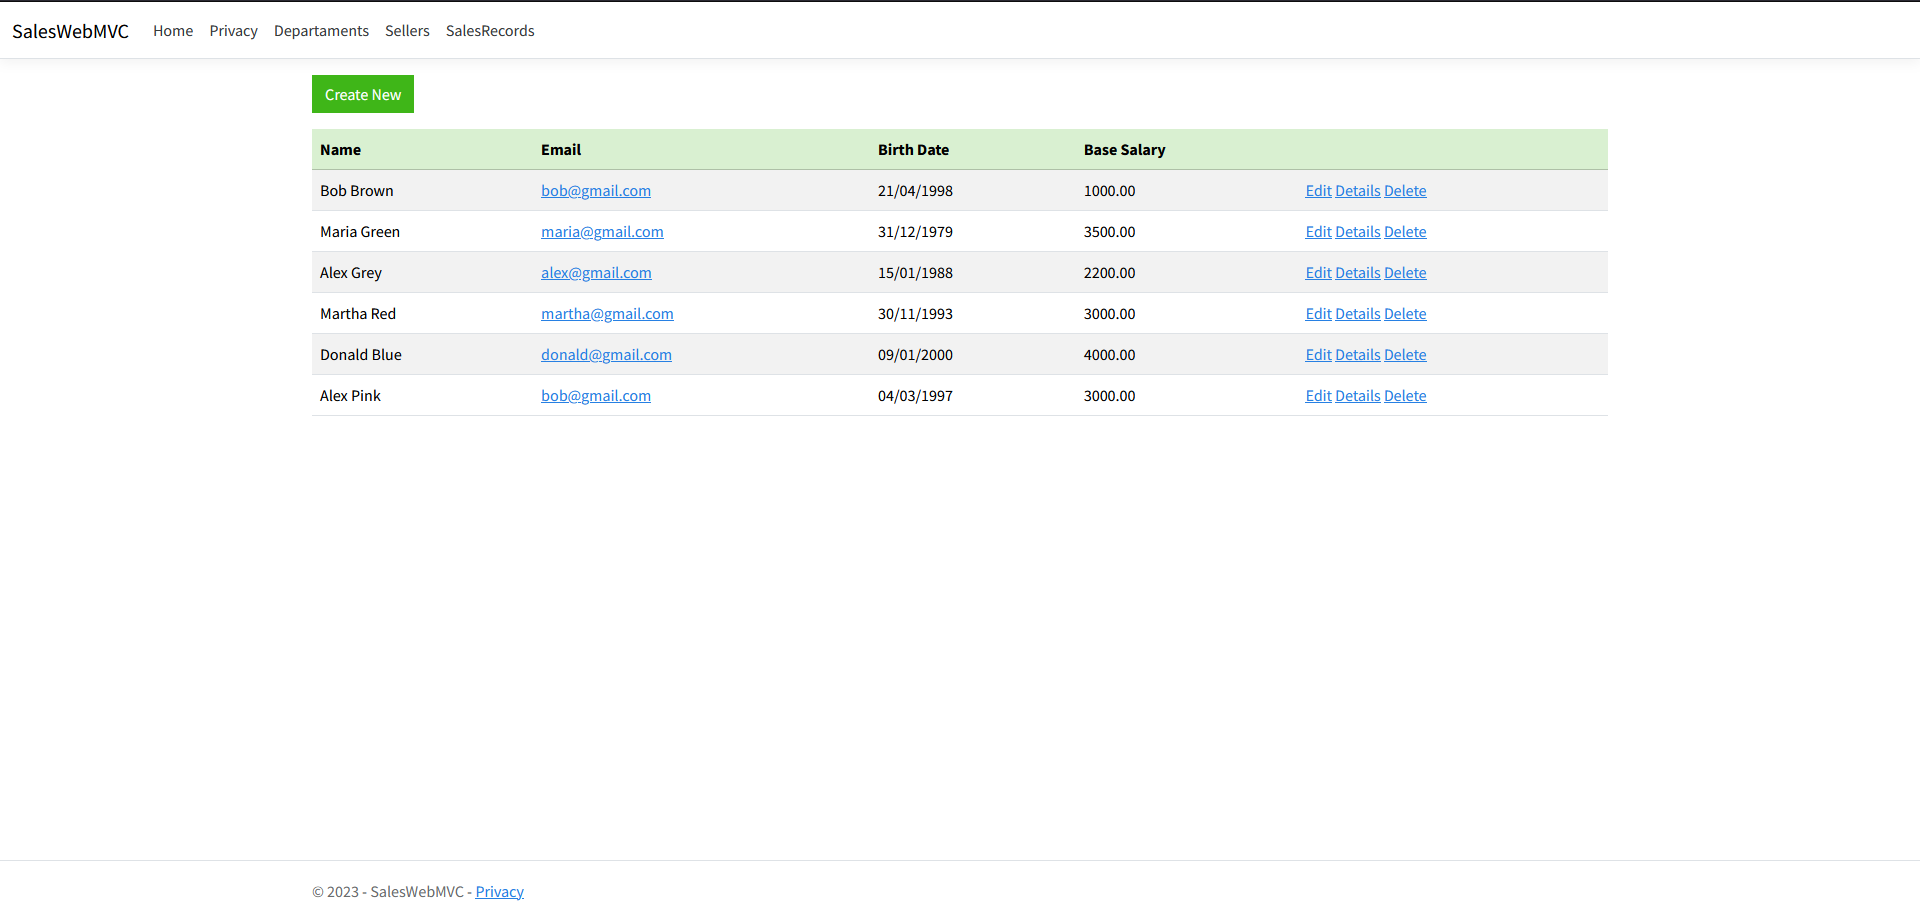 SalesWebMVC Home Privacy Departaments Sellers SalesRecords
Create New
Name Email Birth Date Base Salary
Bob Brown bob@gmail.com 21/04/1998 1000.00 Edit Details Delete
Maria Green maria@gmail.com 31/12/1979 3500.00 Edit Details Delete
Alex Grey alex@gmail.com 15/01/1988 2200.00 Edit Details Delete
Martha Red martha@gmail.com 30/11/1993 3000.00 Edit Details Delete
Donald Blue donald@gmail.com 09/01/2000 4000.00 Edit Details Delete
Alex Pink bob@gmail.com 04/03/1997 3000.00 Edit Details Delete
© 2023 - SalesWebMVC - Privacy